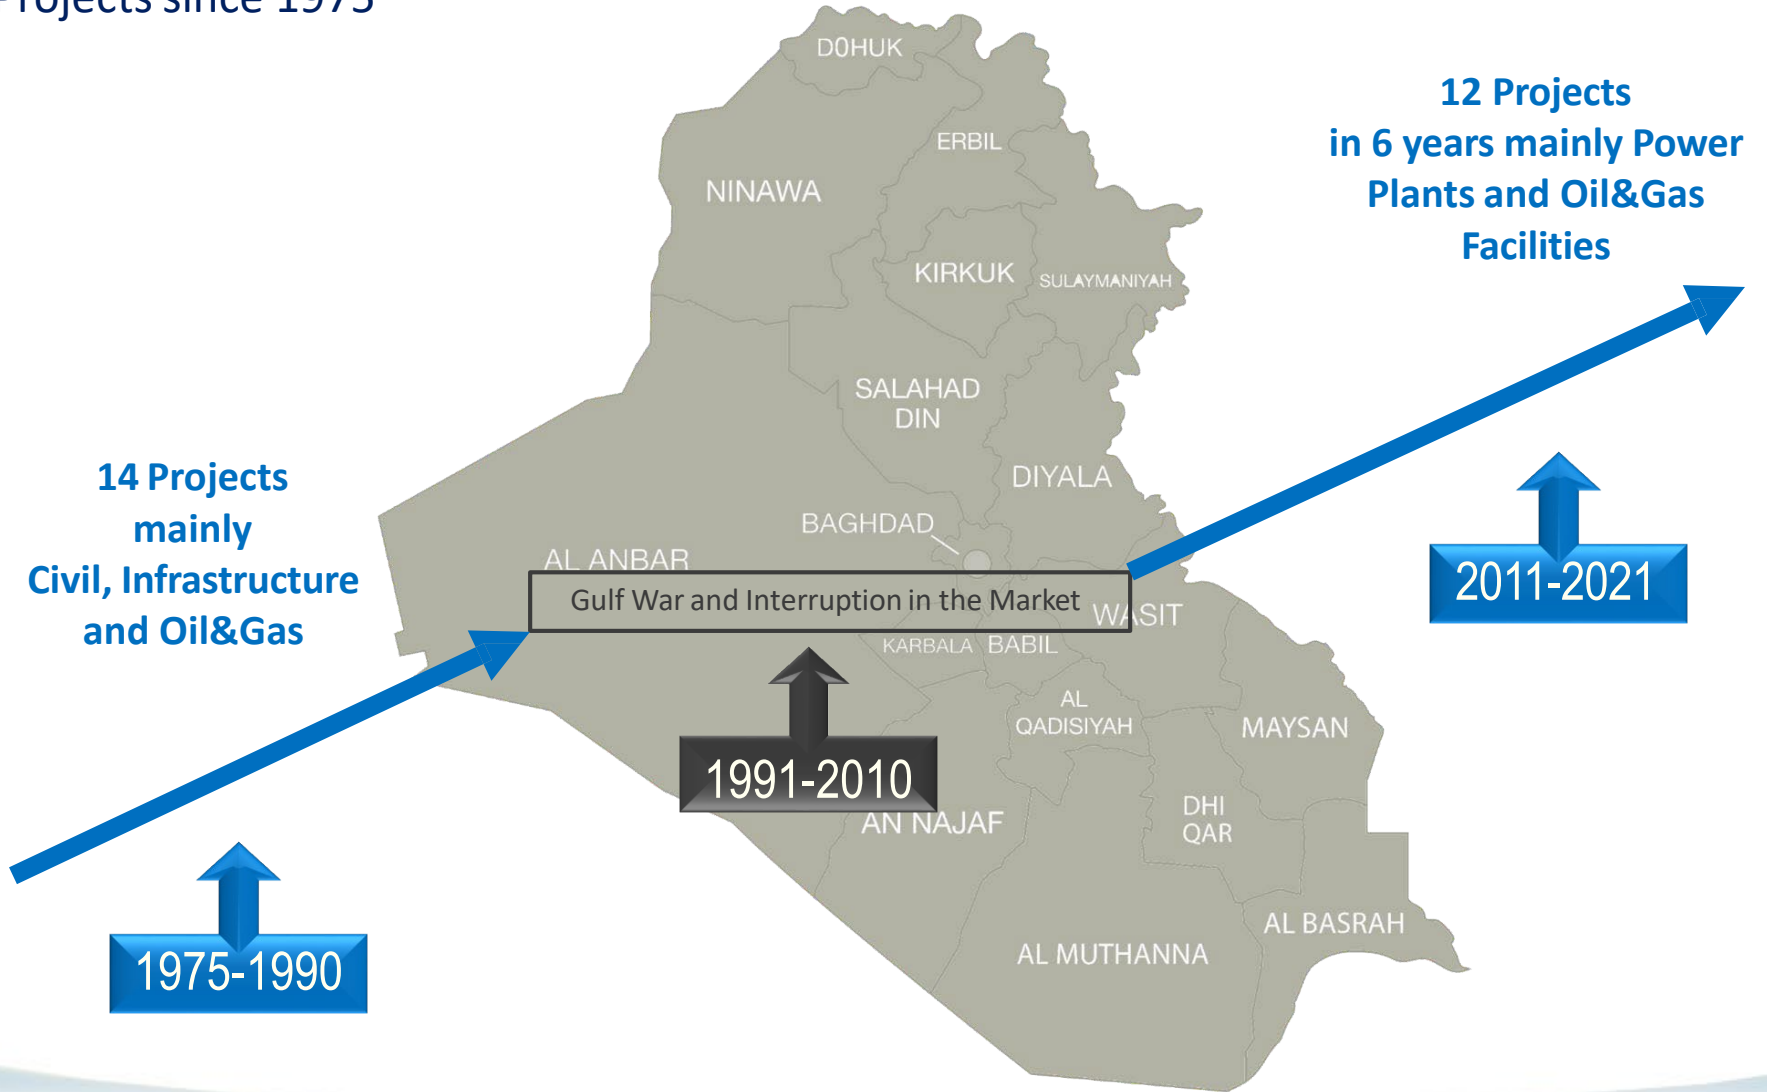 Projects since 1975
12 Projects
in 6 years mainly Power
Plants and Oil&Gas
Facilities
14 Projects
mainly
Civil, Infrastructure
and Oil&Gas
DOHUK
ERBIL
NINAWA
KIRKUK
SULAYMANIYAH
SALAHAD
DIN
DIYALA
BAGHDAD
AL ANBAR
Gulf War and Interruption in the Market
WASIT
KARBALA
BABIL
AL
QADISIYAH
MAYSAN
DHI
QAR
AN NAJAF
AL MUTHANNA
AL BASRAH
1975-1990
1991-2010
2011-2021